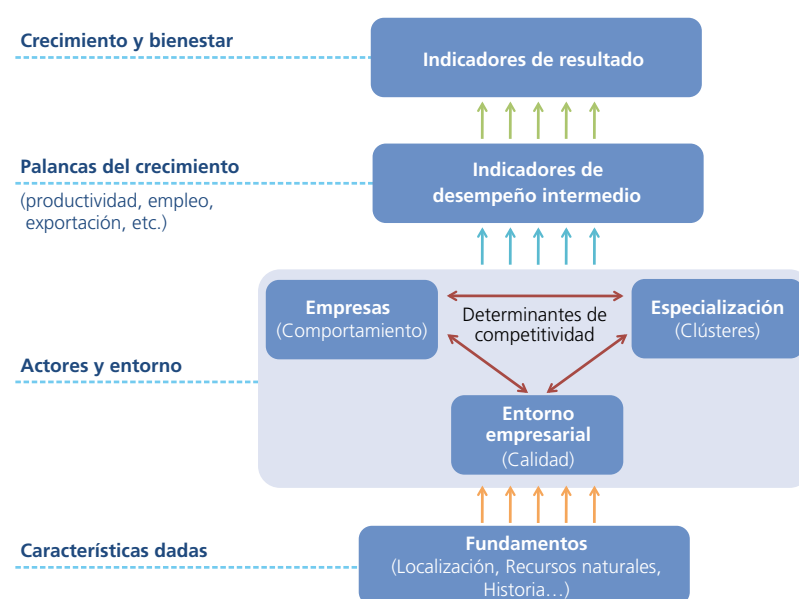 Crecimiento y bienestar
Indicadores de resultado
Palancas del crecimiento
(productividad, empleo,
exportación, etc.)
Indicadores de
desempeño intermedio
Empresas
(Comportamiento)
Determinantes de
competitividad
Especialización
(Clústeres)
Actores y entorno
Entorno
empresarial
(Calidad)
Características dadas
Fundamentos
(Localización, Recursos naturales,
Historia…)